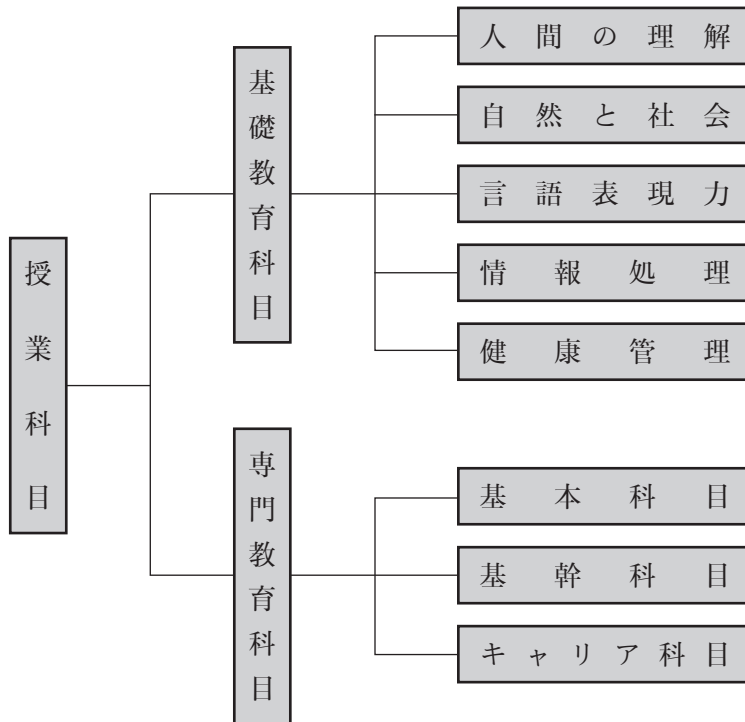 授業科目
基礎教育科目
人間の理解
自然と社会
言語表現力
情報処理
健康管理
専門教育科目
基本科目
基幹科目
キャリア科目